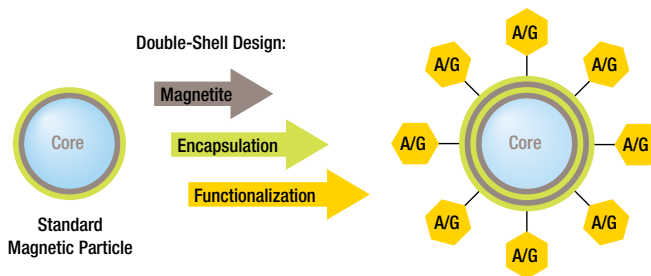 Double-Shell Design:
Magnetite
Encapsulation
Functionalization
Core
Standard
Magnetic Particle
A/G
A/G
A/G
A/G
A/G
A/G
A/G
A/G
Core